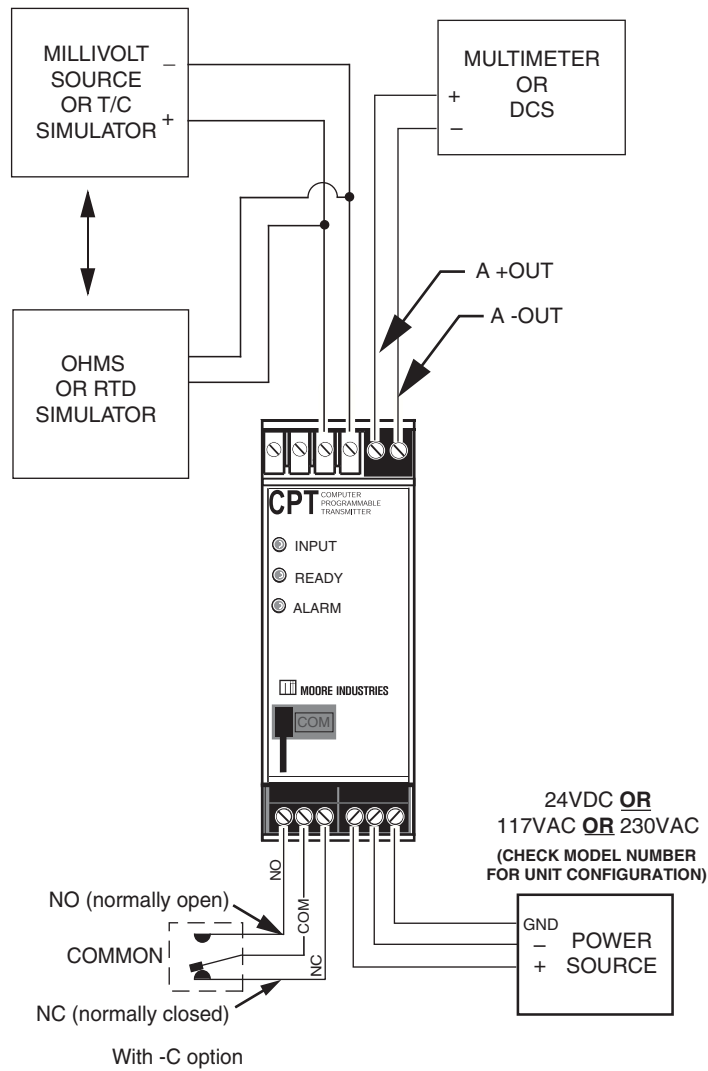 MILLIVOLT
SOURCE
OR T/C
SIMULATOR
–
+
MULTIMETER
OR
DCS
+
–
A +OUT
A -OUT
OHMS
OR RTD
SIMULATOR
CPT
COMPUTER
PROGRAMMABLE
TRANSMITTER
INPUT
READY
ALARM
MOORE INDUSTRIES
COM
24VDC OR
117VAC OR 230VAC
(CHECK MODEL NUMBER
FOR UNIT CONFIGURATION)
NO
COM
NC
NO (normally open)
COMMON
NC (normally closed)
With -C option
GND
–
+
POWER
SOURCE